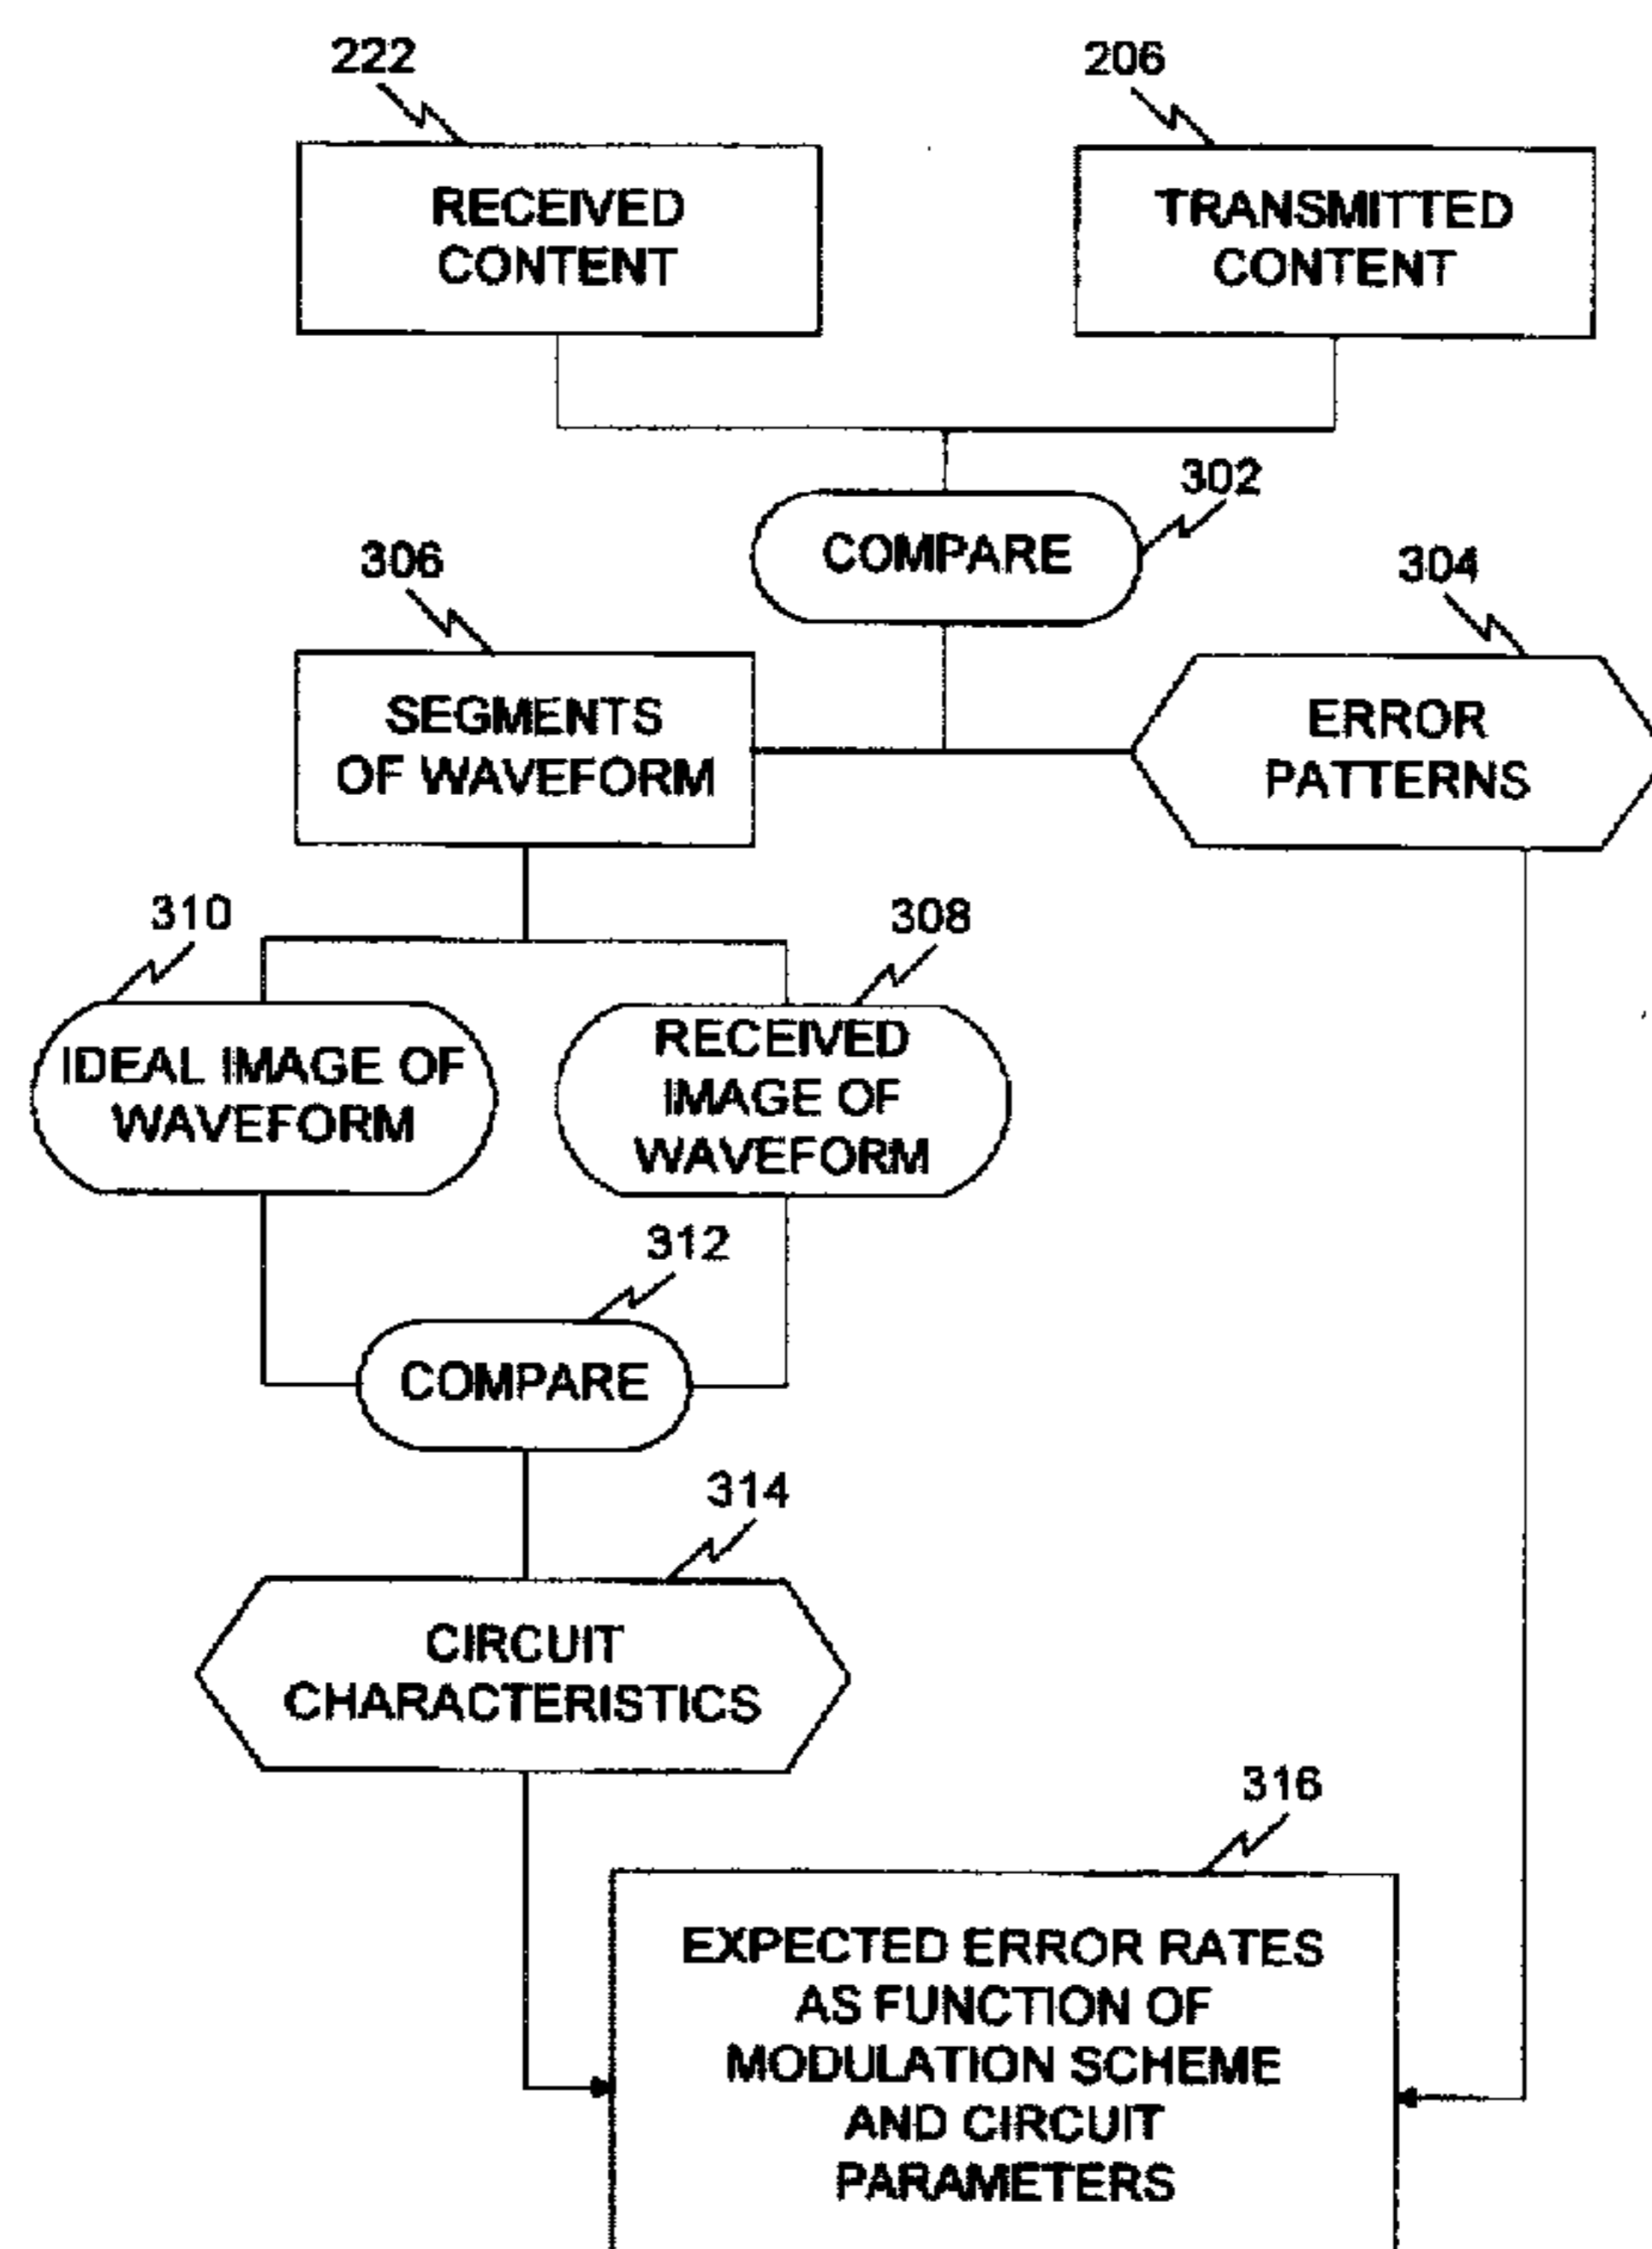 222
206
RECEIVED
CONTENT
TRANSMITTED
CONTENT
302
COMPARE
306
304
SEGMENTS
OF WAVEFORM
ERROR
PATTERNS
310
308
IDEAL IMAGE OF
WAVEFORM
RECEIVED
IMAGE OF
WAVEFORM
312
COMPARE
314
CIRCUIT
CHARACTERISTICS
316
EXPECTED ERROR RATES
AS FUNCTION OF
MODULATION SCHEME
AND CIRCUIT
PARAMETERS